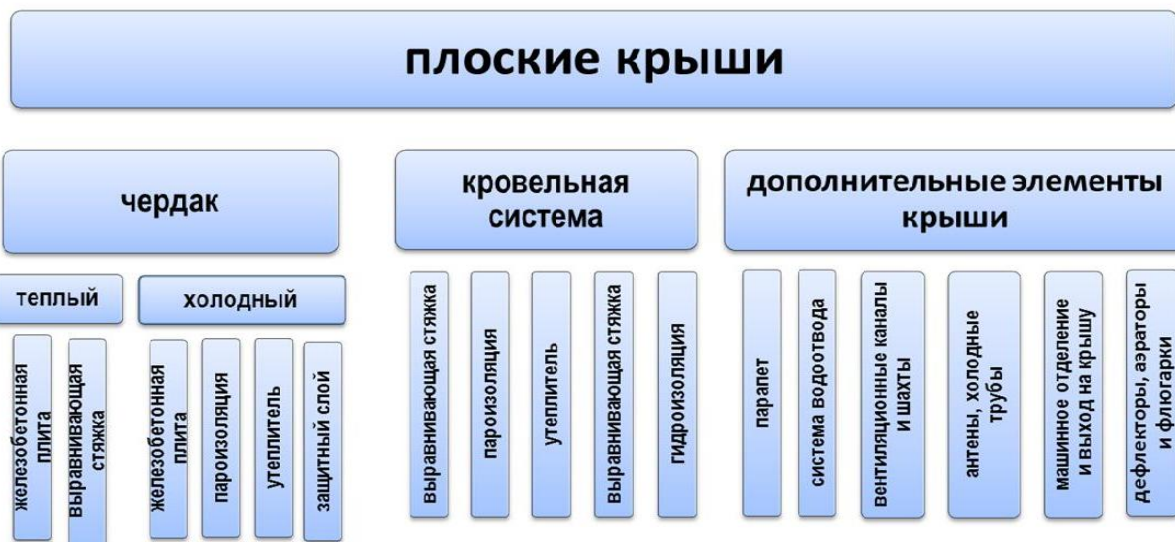 плоские крыши
чердак
кровельная
система
дополнительные элементы
крыши
теплый
холодный
железобетонная
плита
выравнивающая
стяжка
железобетонная
плита
пароизоляция
утеплитель
защитный слой
выравнивающая стяжка
пароизоляция
утеплитель
выравнивающая стяжка
гидроизоляция
парапет
система водоотвода
вентиляционные каналы
и шахты
антены, холодные
трубы
машинное отделение
и выход на крышу
дефлекторы, аэраторы
и флюгарки